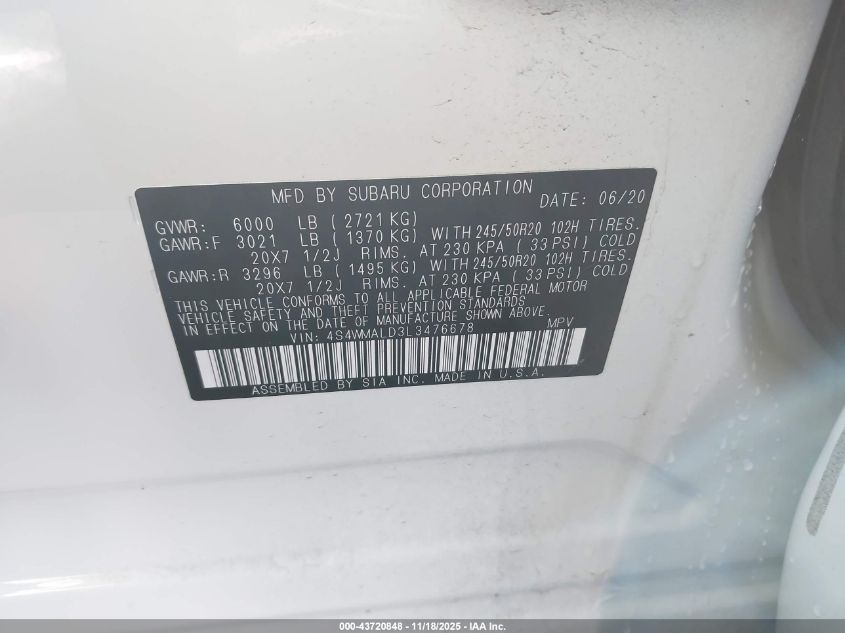 MFD BY SUBARU CORPORATION DATE: 06/20
GVWR: 6000 LB ( 2721 KG)
GAWR:F 3021 LB ( 1370 KG) WITH 245/50R20 102H TIRES.
20X7 1/2J RIMS. AT 230 KPA ( 33 PSI) COLD
GAWR:R 3296 LB ( 1495 KG) WITH 245/50R20 102H TIRES.
20X7 1/2J RIMS. AT 230 KPA ( 33 PSI) COLD
THIS VEHICLE CONFORMS TO ALL APPLICABLE FEDERAL MOTOR
VEHICLE SAFETY AND THEFT PREVENTION STANDARDS
IN EFFECT ON THE DATE OF MANUFACTURE SHOWN ABOVE.
VIN: 4S4WMALD3L3476678 MPV
ASSEMBLED BY SIA INC. MADE IN U.S.A.
000-43720848 - 11/18/2025 - IAA Inc.